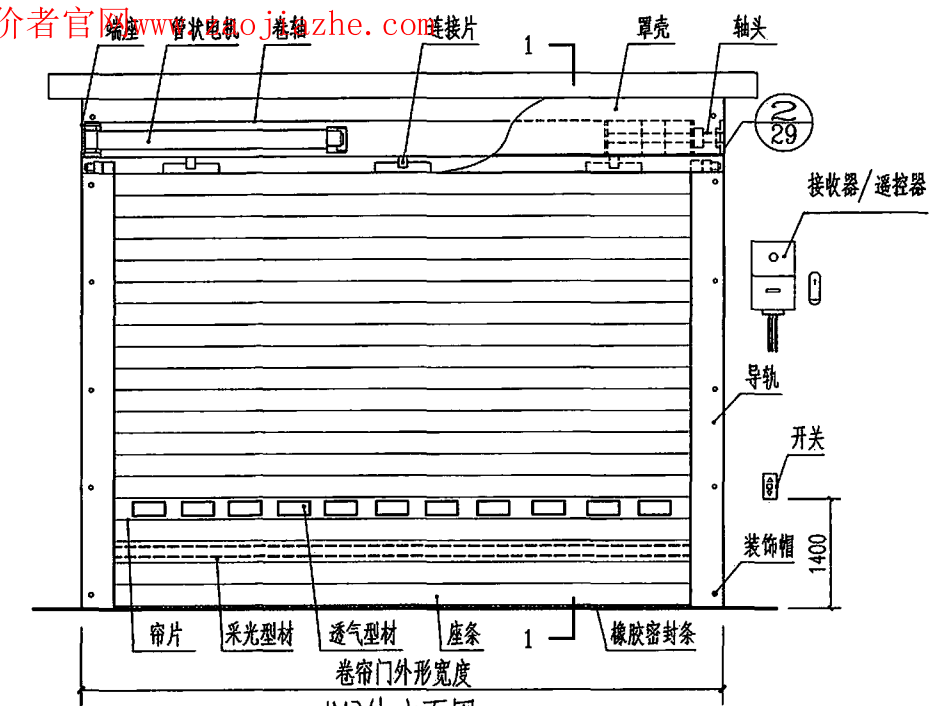 价者官网www.zaojiazhe.com
端座 管状电机 卷轴 连接片 1 罩壳 轴头
2
29
接收器/遥控器
导轨
开关
装饰帽
1400
帘片 采光型材 透气型材 座条 1 橡胶密封条
卷帘门外形宽度